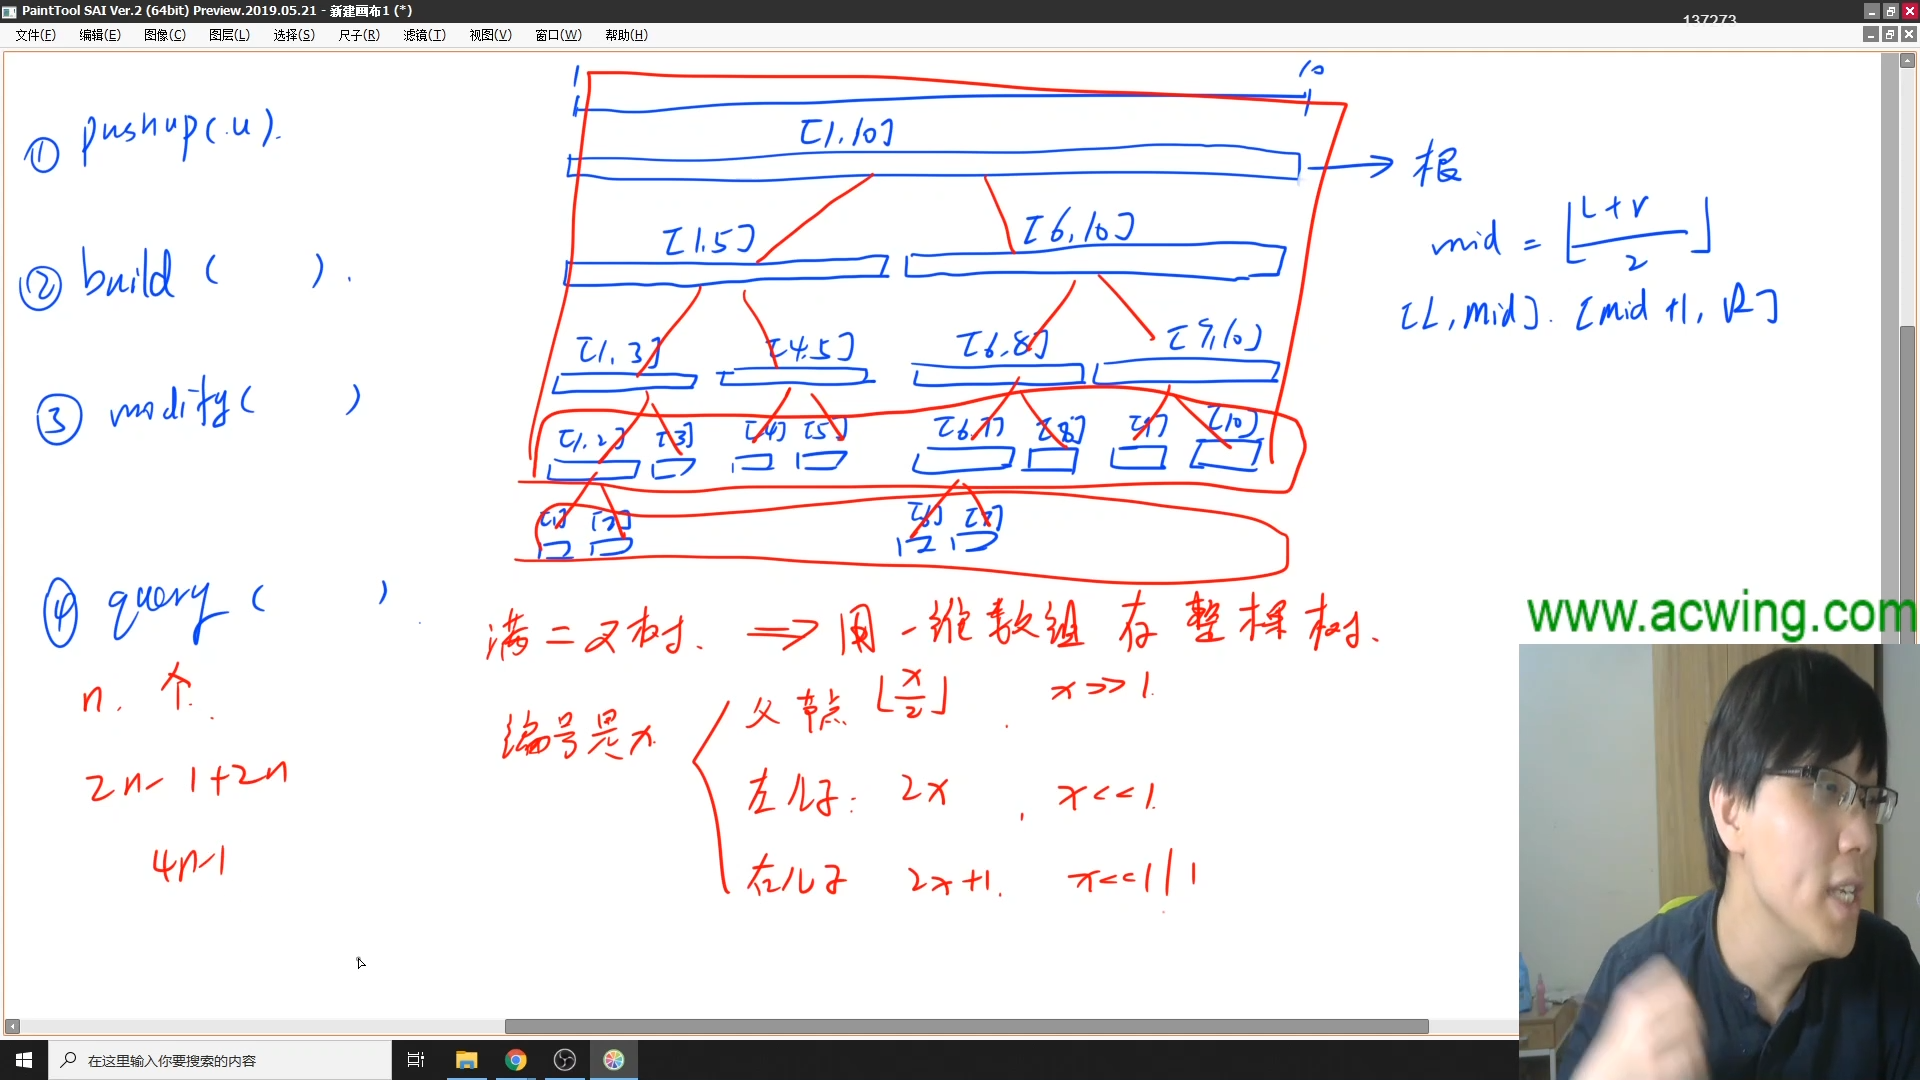 PaintTool SAI Ver.2 (64bit) Preview.2019.05.21 - 新建画布1 (*)
137273
文件(F) 编辑(E) 图像(C) 图层(L) 选择(S) 尺子(R) 滤镜(T) 视图(V) 窗口(W) 帮助(H)
1 10
① pushup(u).
[1,10]
根
mid = ⌊L+r/2⌋
[L,mid]. [mid+1, R]
② build ( ).
[1,5] [6,10]
[1,3] [4,5] [6,8] [9,10]
③ modify( )
[1,2] [3] [4] [5] [6,7] [8] [9] [10]
[1] [2] [6] [7]
④ query ( )
满二叉树. ⇒ 用一维数组存整棵树.
n. 个.
2n-1+2n
4n-1
编号是x
父节点 ⌊x/2⌋ . x>>1.
左儿子: 2x , x<<1.
右儿子 2x+1. x<<1|1
www.acwing.com
在这里输入你要搜索的内容